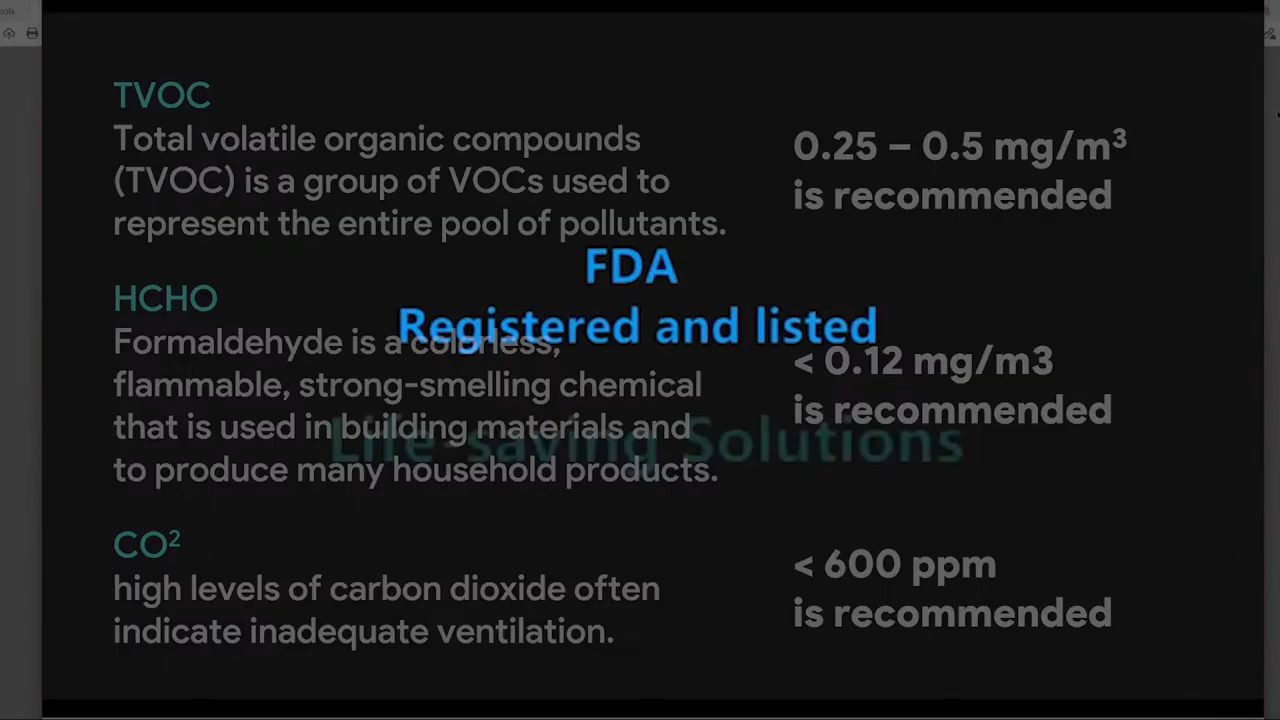 ools
TVOC
Total volatile organic compounds
(TVOC) is a group of VOCs used to
represent the entire pool of pollutants.
0.25 – 0.5 mg/m³
is recommended
FDA
Registered and listed
HCHO
Formaldehyde is a colorless,
flammable, strong-smelling chemical
that is used in building materials and
to produce many household products.
< 0.12 mg/m3
is recommended
Life-saving Solutions
CO²
high levels of carbon dioxide often
indicate inadequate ventilation.
< 600 ppm
is recommended